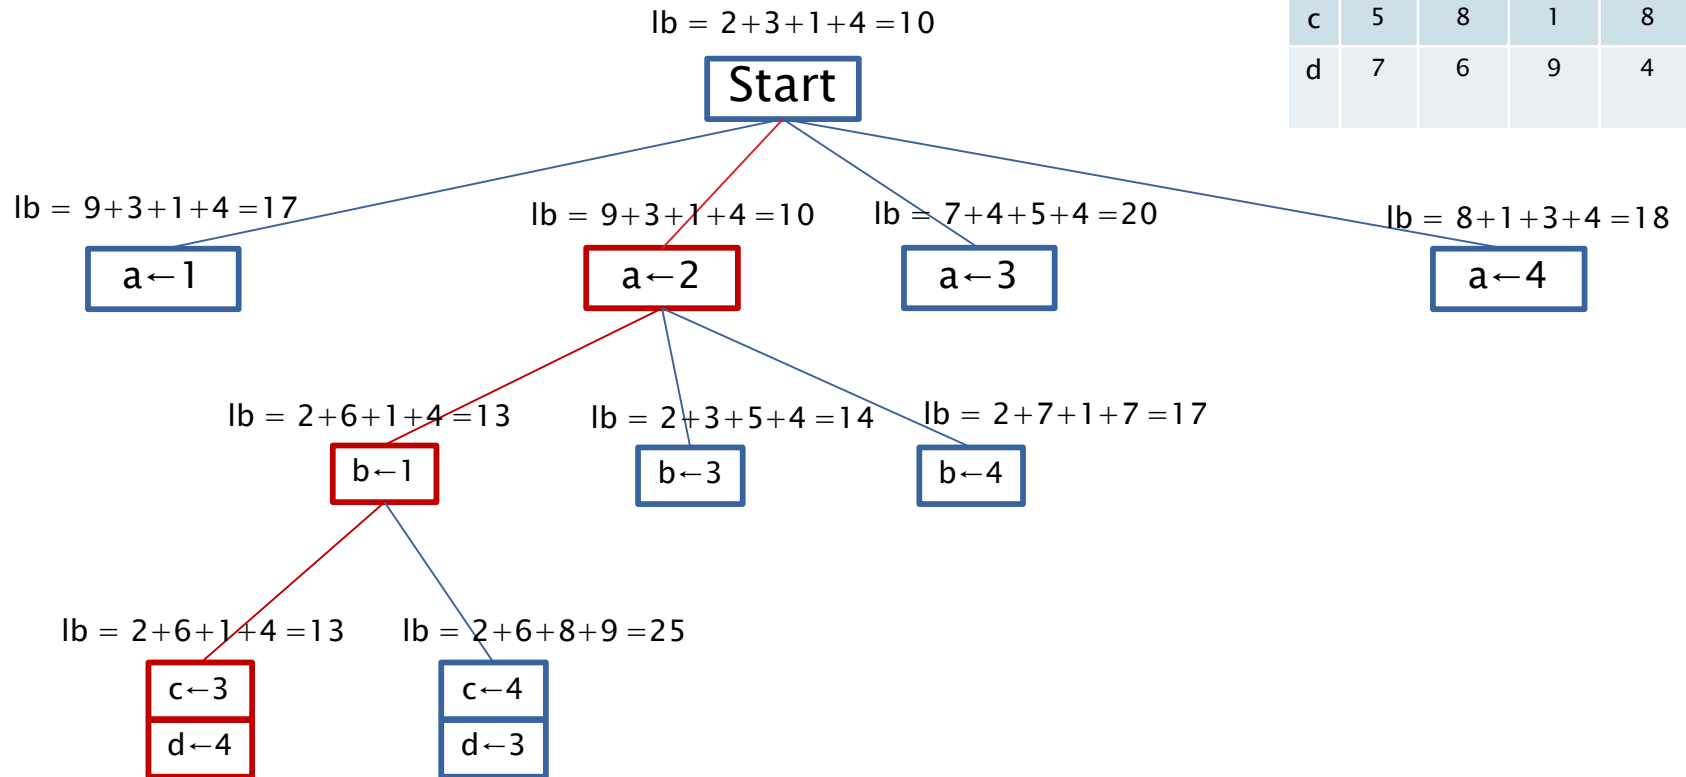 lb = 2+3+1+4 =10
c 5 8 1 8
d 7 6 9 4
Start
lb = 9+3+1+4 =17
lb = 9+3+1+4 =10
lb = 7+4+5+4 =20
lb = 8+1+3+4 =18
a←1
a←2
a←3
a←4
lb = 2+6+1+4 =13
lb = 2+3+5+4 =14
lb = 2+7+1+7 =17
b←1
b←3
b←4
lb = 2+6+1+4 =13
lb = 2+6+8+9 =25
c←3
c←4
d←4
d←3